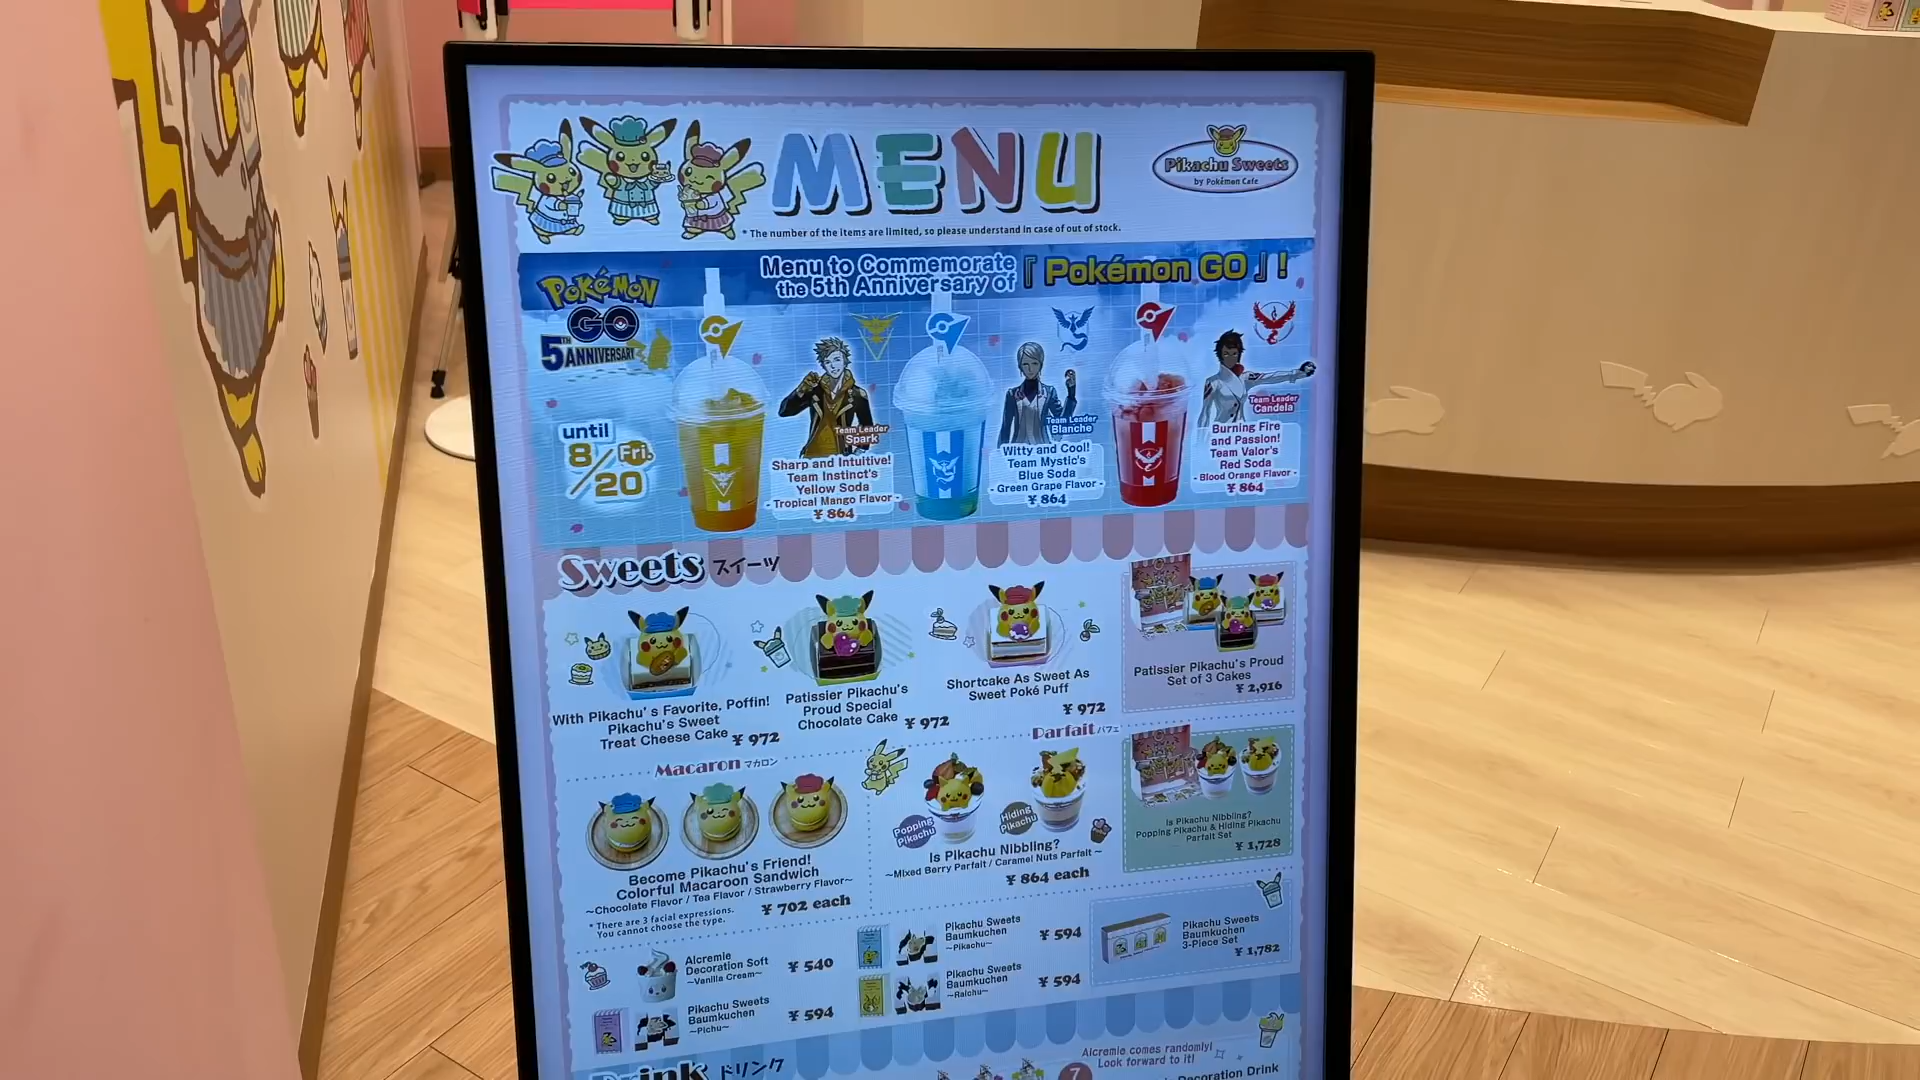 MENU
Pikachu Sweets
by Pokémon Cafe
* The number of the items are limited, so please understand in case of out of stock.
POKÉMON
GO
5TH
ANNIVERSARY
Menu to Commemorate
the 5th Anniversary of
『Pokémon GO』!
until
8/20
Fri.
Team Leader
Spark
Sharp and Intuitive!
Team Instinct's
Yellow Soda
- Tropical Mango Flavor -
¥ 864
Team Leader
Blanche
Witty and Cool!
Team Mystic's
Blue Soda
- Green Grape Flavor -
¥ 864
Team Leader
Candela
Burning Fire
and Passion!
Team Valor's
Red Soda
- Blood Orange Flavor -
¥ 864
Sweets スイーツ
With Pikachu's Favorite, Poffin!
Pikachu's Sweet
Treat Cheese Cake
¥ 972
Patissier Pikachu's
Proud Special
Chocolate Cake
¥ 972
Shortcake As Sweet As
Sweet Poké Puff
¥ 972
Patissier Pikachu's Proud
Set of 3 Cakes
¥ 2,916
Macaron マカロン
Become Pikachu's Friend!
Colorful Macaroon Sandwich
~Chocolate Flavor / Tea Flavor / Strawberry Flavor~
* There are 3 facial expressions.
You cannot choose the type.
¥ 702 each
Parfait パフェ
Popping
Pikachu
Hiding
Pikachu
Is Pikachu Nibbling?
~Mixed Berry Parfait / Caramel Nuts Parfait ~
¥ 864 each
Is Pikachu Nibbling?
Popping Pikachu & Hiding Pikachu
Parfait Set
¥ 1,728
Alcremie
Decoration Soft
~Vanilla Cream~
¥ 540
Pikachu Sweets
Baumkuchen
~Pichu~
¥ 594
Pikachu Sweets
Baumkuchen
~Pikachu~
¥ 594
Pikachu Sweets
Baumkuchen
~Raichu~
¥ 594
Pikachu Sweets
Baumkuchen
3-Piece Set
¥ 1,782
Drink ドリンク
7
Alcremie comes randomly!
Look forward to it!
Decoration Drink